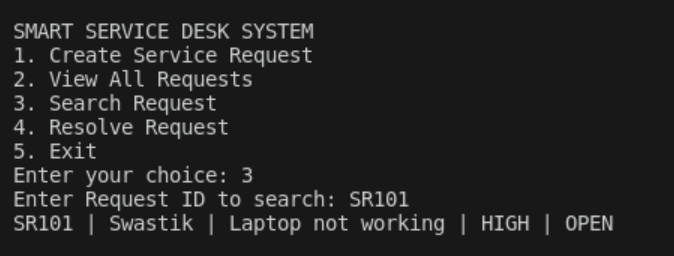 SMART SERVICE DESK SYSTEM
1. Create Service Request
2. View All Requests
3. Search Request
4. Resolve Request
5. Exit
Enter your choice: 3
Enter Request ID to search: SR101
SR101 | Swastik | Laptop not working | HIGH | OPEN